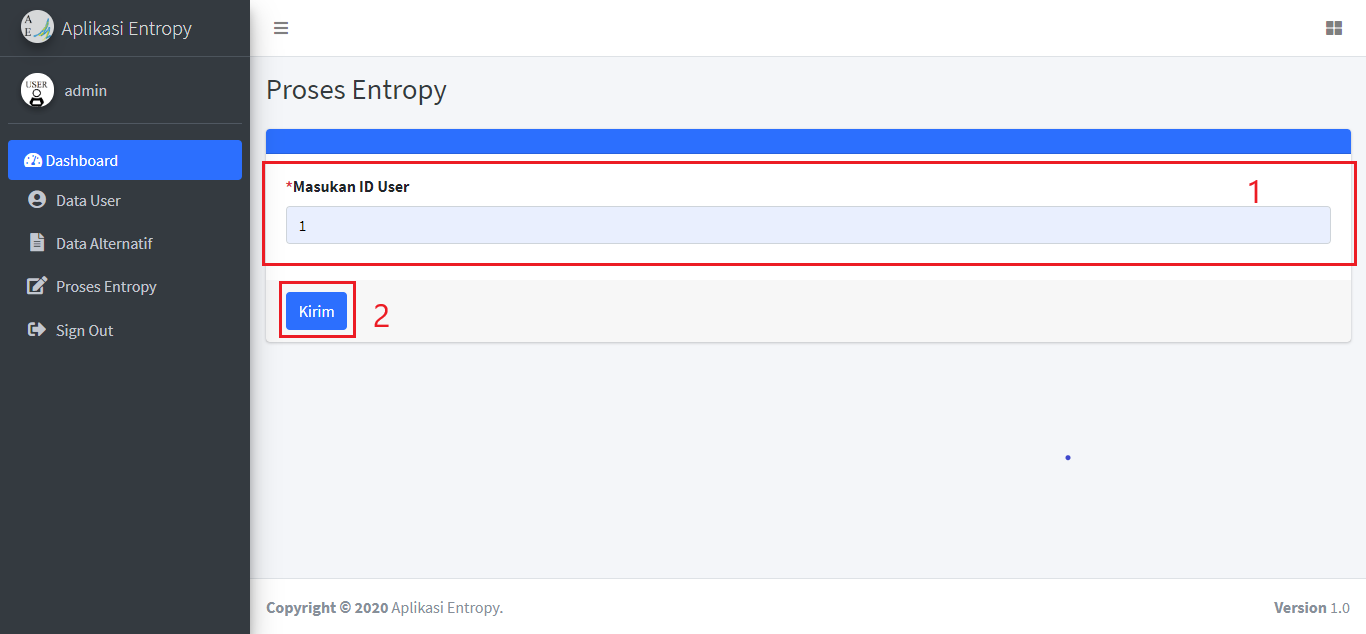 A
E
Aplikasi Entropy
USER
admin
Dashboard
Data User
Data Alternatif
Proses Entropy
Sign Out
Proses Entropy
*Masukan ID User
1
1
Kirim
2
Copyright © 2020 Aplikasi Entropy.
Version 1.0